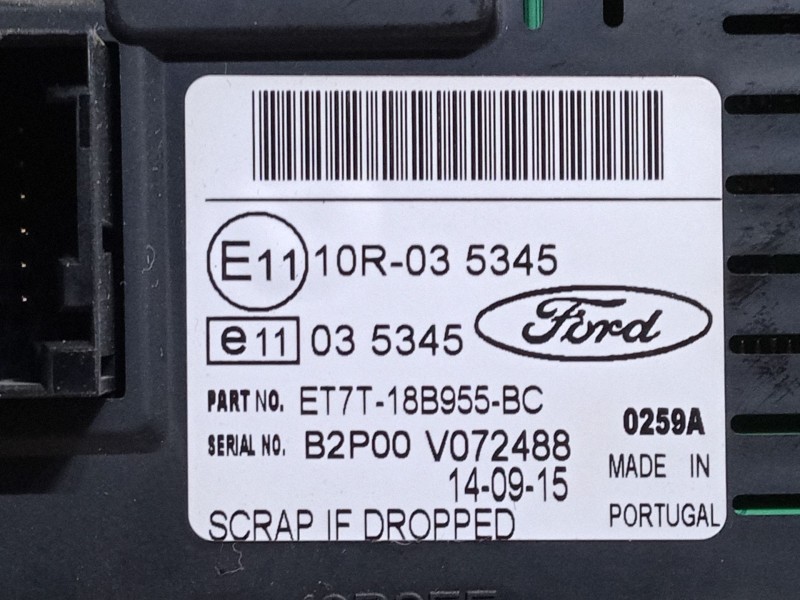 E11 10R-03 5345
e11 03 5345
Ford
PART NO. ET7T-18B955-BC
SERIAL NO. B2P00 V072488
0259A
14-09-15
MADE IN
PORTUGAL
SCRAP IF DROPPED